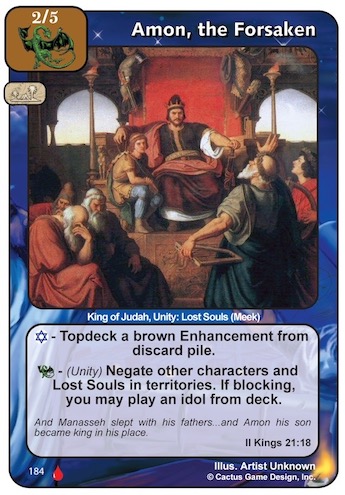 2/5
Amon, the Forsaken
King of Judah, Unity: Lost Souls (Meek)
- Topdeck a brown Enhancement from
discard pile.
- (Unity) Negate other characters and
Lost Souls in territories. If blocking,
you may play an idol from deck.
And Manasseh slept with his fathers...and Amon his son
became king in his place.
II Kings 21:18
Illus. Artist Unknown
184
© Cactus Game Design, Inc.